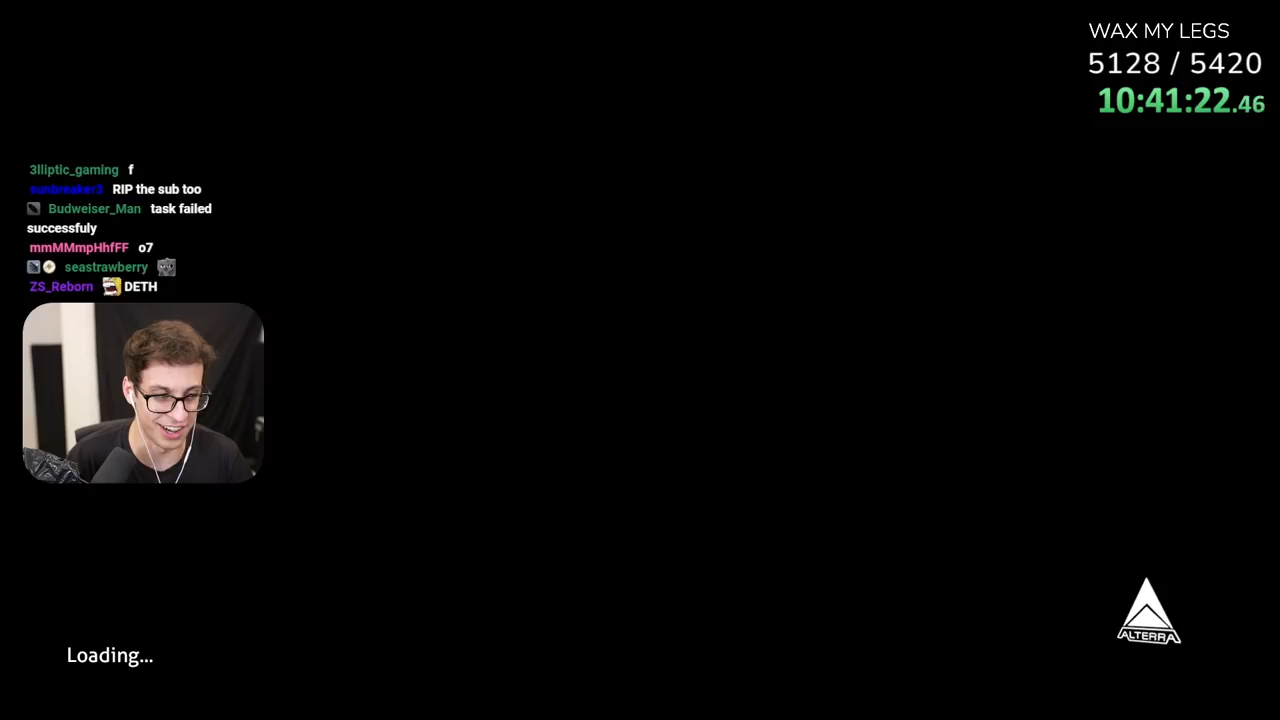 WAX MY LEGS
5128 / 5420
10:41:22.46
3lliptic_gaming f
sunbreaker3 RIP the sub too
Budweiser_Man task failed
successfuly
mmMMmpHhfFF o7
seastrawberry
ZS_Reborn DETH
Loading...
ALTERRA